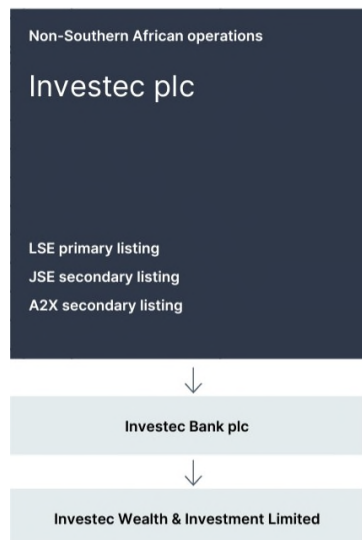 Non-Southern African operations
Investec plc
LSE primary listing
JSE secondary listing
A2X secondary listing
Investec Bank plc
Investec Wealth & Investment Limited